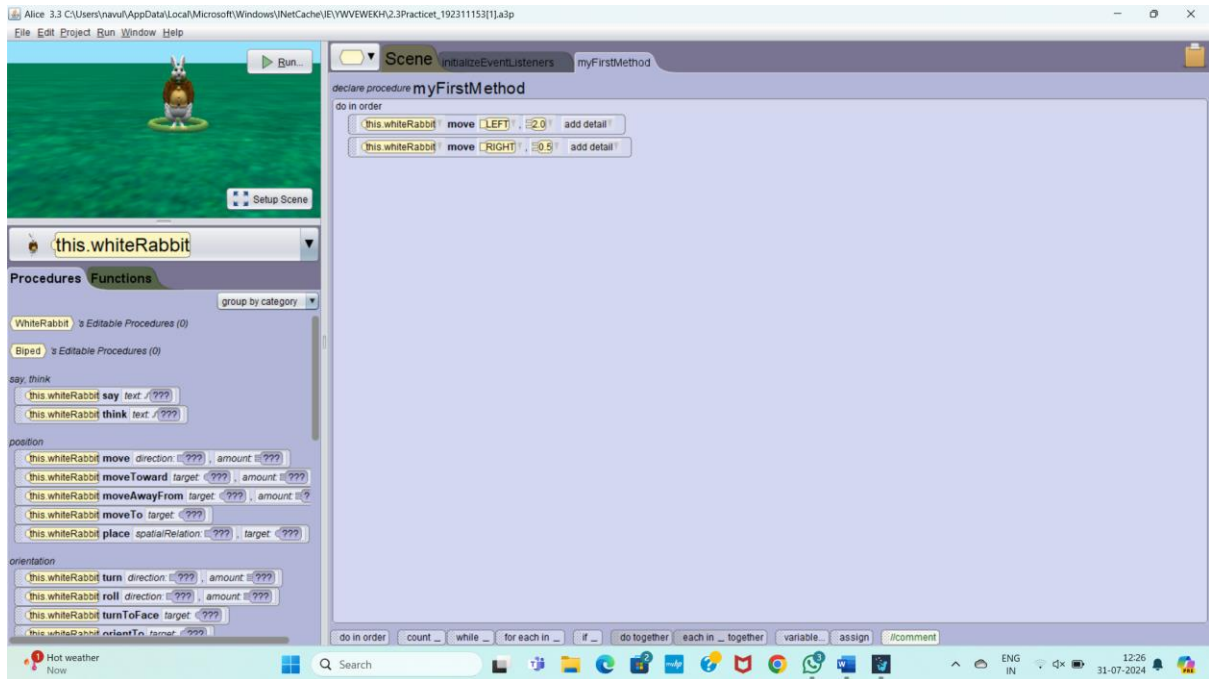 Alice 3.3 C:\Users\navul\AppData\Local\Microsoft\Windows\INetCache\IE\YWVEWEKH\2.3Practicet_192311153[1].a3p
File Edit Project Run Window Help
Run...
Setup Scene
this.whiteRabbit
Procedures Functions
group by category
WhiteRabbit 's Editable Procedures (0)
Biped 's Editable Procedures (0)
say, think
this.whiteRabbit say text: ???
this.whiteRabbit think text: ???
position
this.whiteRabbit move direction: ??? , amount: ???
this.whiteRabbit moveToward target: ??? , amount: ???
this.whiteRabbit moveAwayFrom target: ??? , amount: ?
this.whiteRabbit moveTo target: ???
this.whiteRabbit place spatialRelation: ??? , target: ???
orientation
this.whiteRabbit turn direction: ??? , amount: ???
this.whiteRabbit roll direction: ??? , amount: ???
this.whiteRabbit turnToFace target: ???
this.whiteRabbit orientTo target: ???
Scene initializeEventListeners myFirstMethod
declare procedure myFirstMethod
do in order
this.whiteRabbit move LEFT , 2.0 add detail
this.whiteRabbit move RIGHT , 0.5 add detail
do in order count _ while _ for each in _ if _ do together each in _ together variable... assign //comment
1
Hot weather
Now
Search
3
ENG
IN
12:26
31-07-2024
PRE